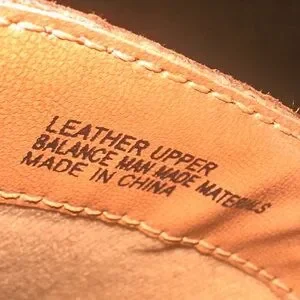 LEATHER UPPER
BALANCE MAN MADE MATERIALS
MADE IN CHINA